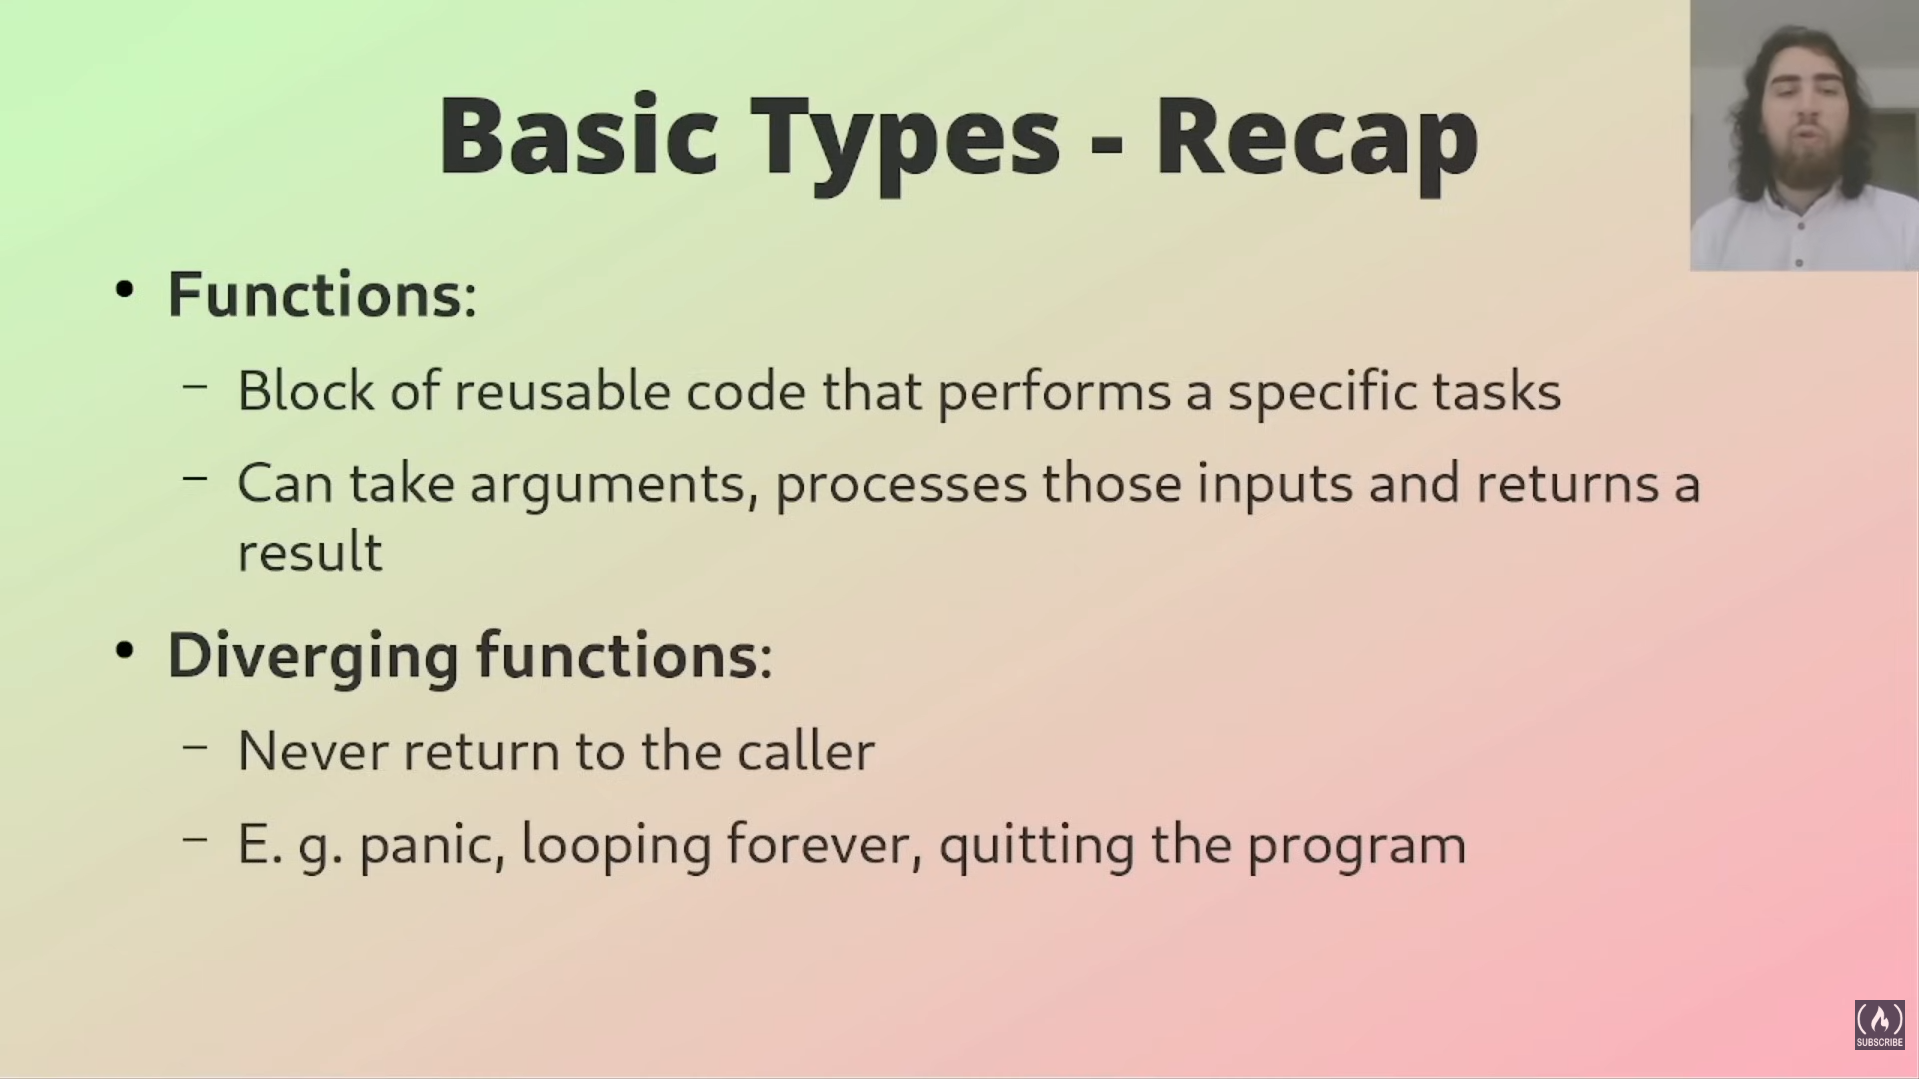 Basic Types - Recap
• Functions:
– Block of reusable code that performs a specific tasks
– Can take arguments, processes those inputs and returns a
result
• Diverging functions:
– Never return to the caller
– E. g. panic, looping forever, quitting the program
SUBSCRIBE